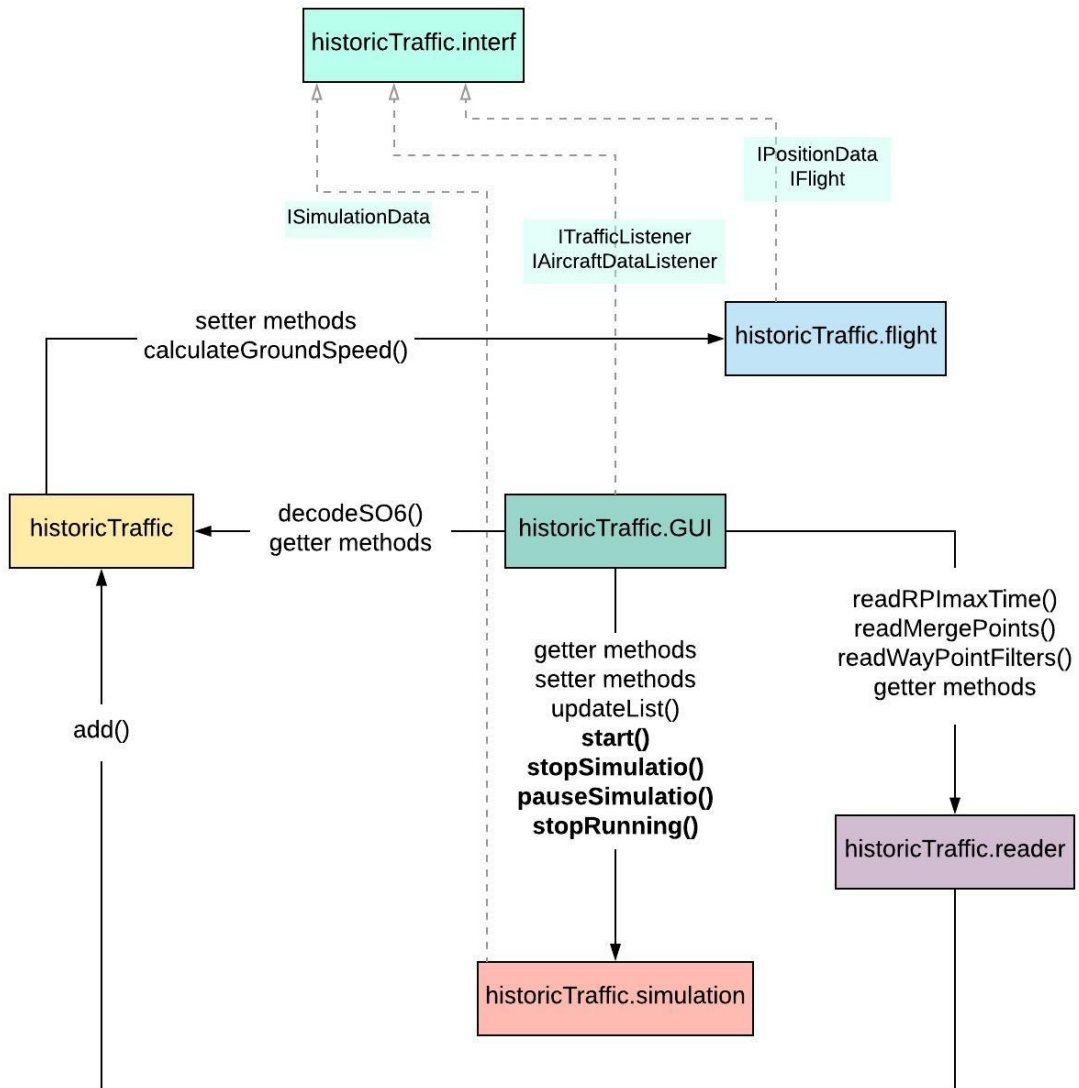 historicTraffic.interf
IPositionData
IFlight
ISimulationData
ITrafficListener
IAircraftDataListener
setter methods
calculateGroundSpeed()
historicTraffic.flight
historicTraffic
decodeSO6()
getter methods
historicTraffic.GUI
readRPImaxTime()
readMergePoints()
readWayPointFilters()
getter methods
getter methods
setter methods
updateList()
start()
stopSimulatio()
pauseSimulatio()
stopRunning()
add()
historicTraffic.reader
historicTraffic.simulation